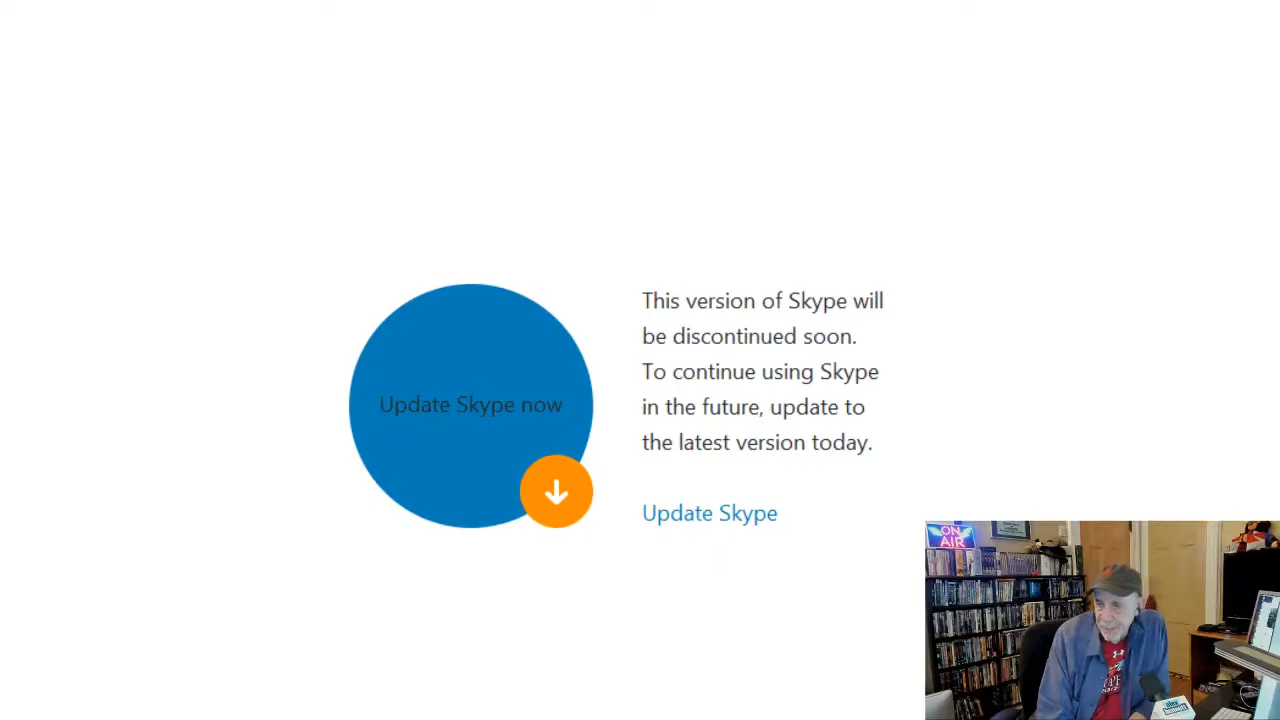 This version of Skype will
be discontinued soon.
To continue using Skype
in the future, update to
the latest version today.
Update Skype now
Update Skype
ON
AIR
alex